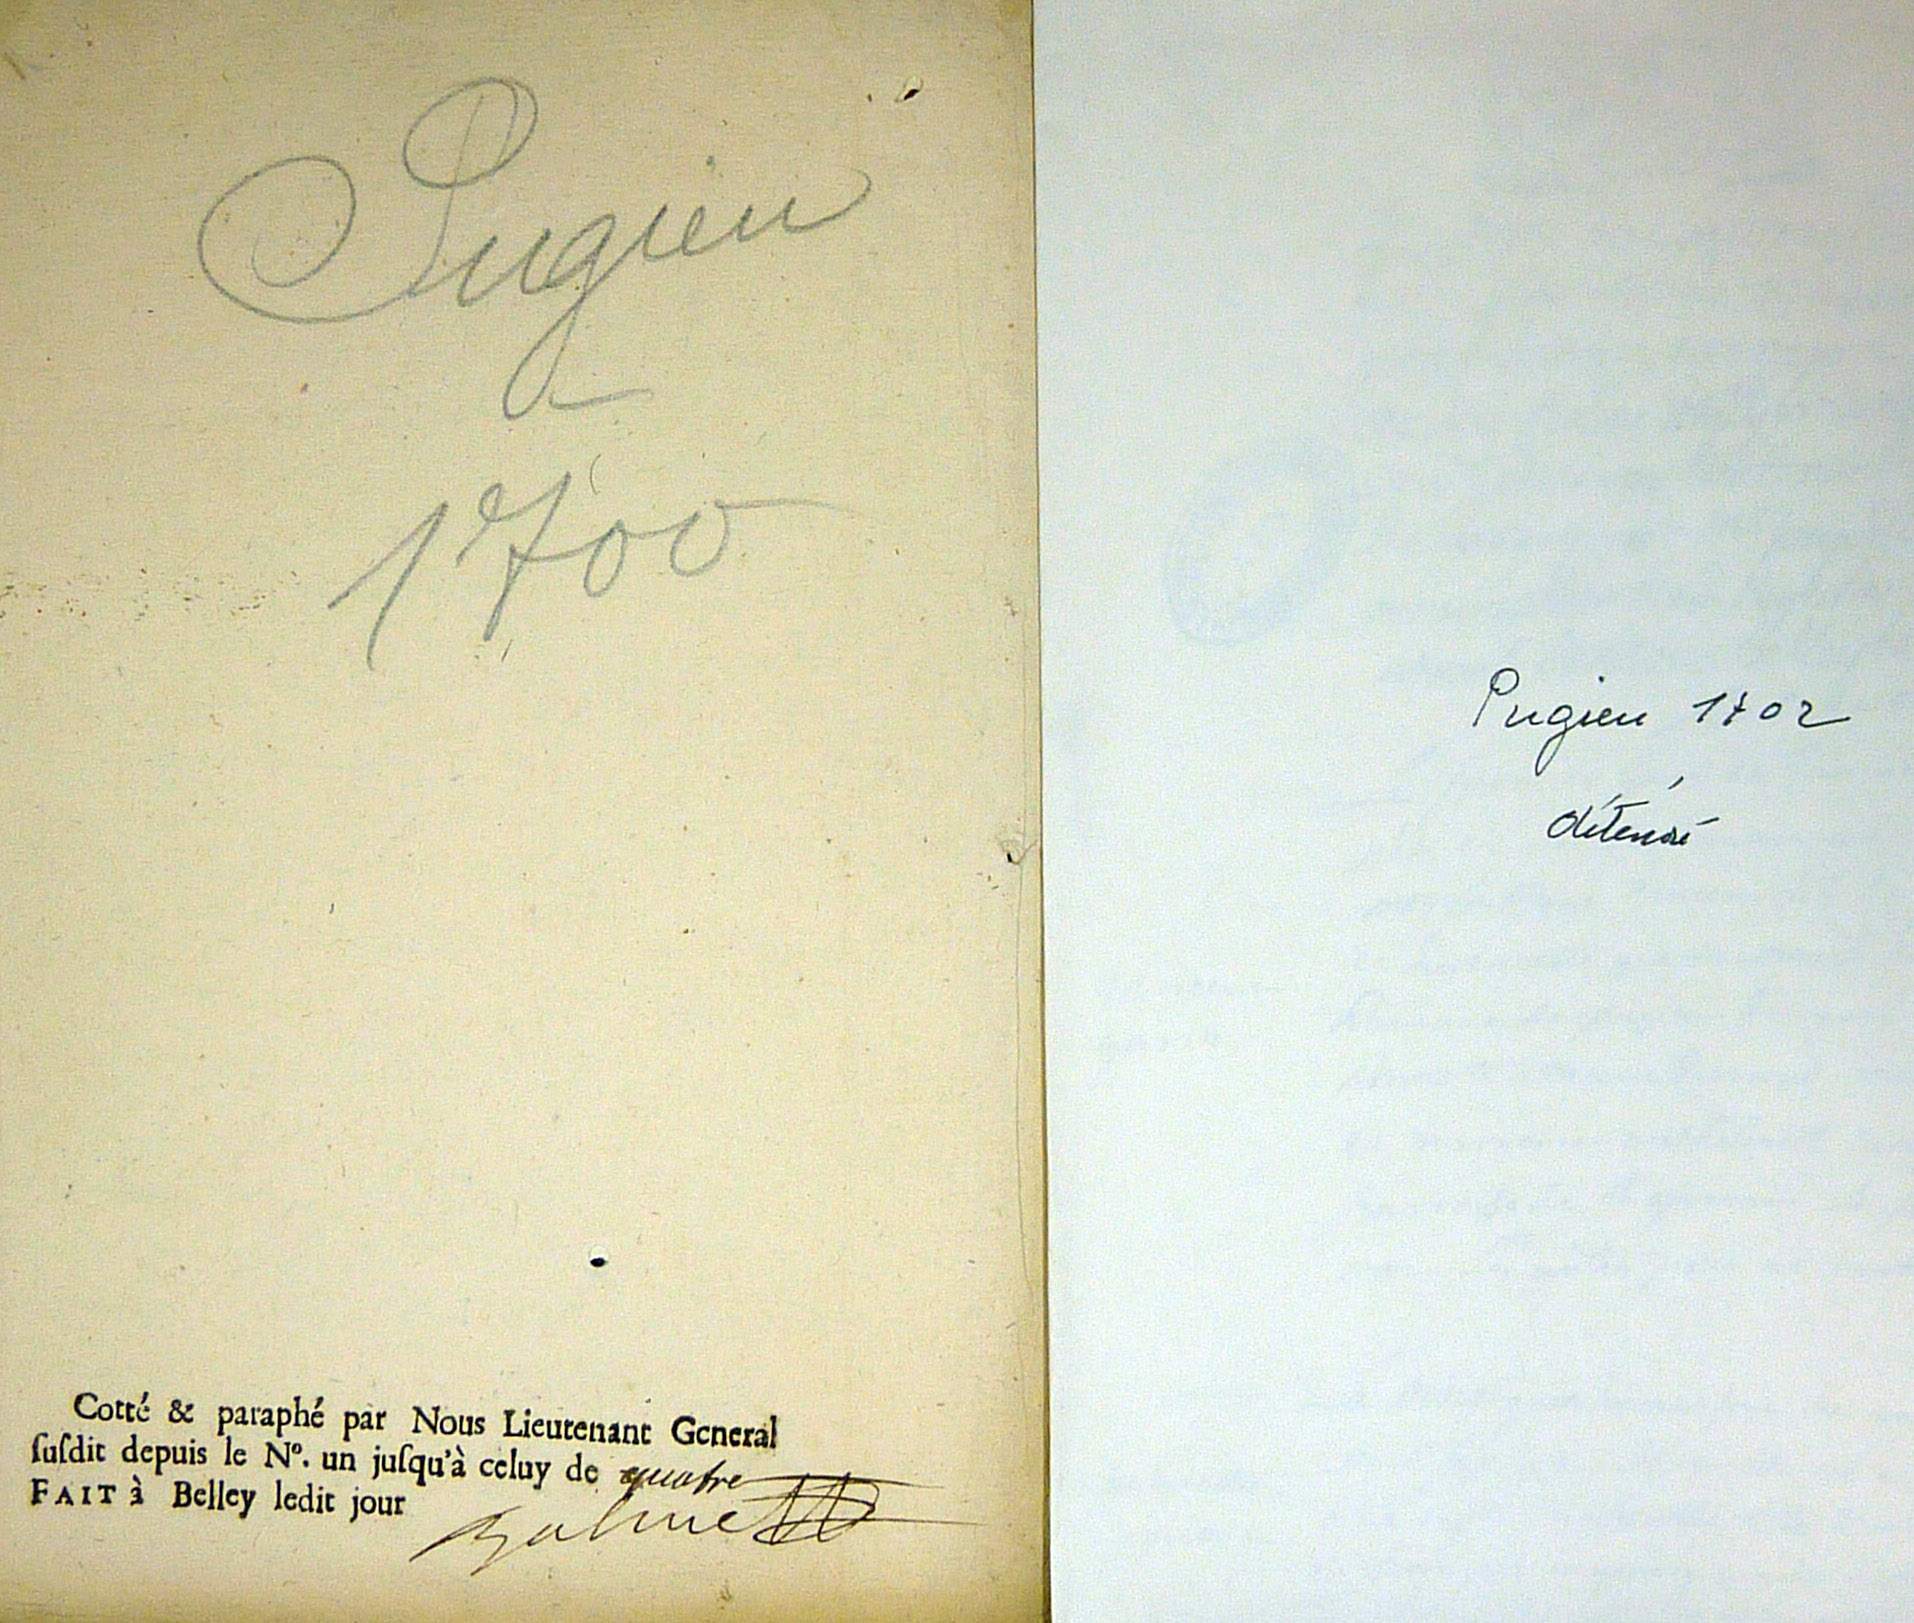 Pugieu
1700
Cotté & paraphé par Nous Lieutenant General
ſuſdit depuis le Nº. un juſqu'à celuy de quatre
FAIT à Belley ledit jour
Pugieu 1702